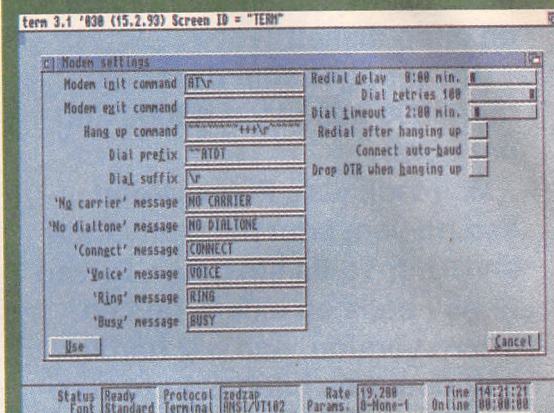 term 3.1 '030 (15.2.93) Screen ID = "TERM"
Modem settings
Modem init command AT\r
Modem exit command
Hang up command ~~~~~~~~+++\r~~~~~~~~
Dial prefix ~~ATDT
Dial suffix \r
'No carrier' message NO CARRIER
'No dialtone' message NO DIALTONE
'Connect' message CONNECT
'Voice' message VOICE
'Ring' message RING
'Busy' message BUSY
Redial delay 0:00 min.
Dial retries 100
Dial timeout 2:00 min.
Redial after hanging up
Connect auto-baud
Drop DTR when hanging up
Use
Cancel
Status Ready Protocol zedzap Rate 19,200 Time 14:21:21
Font Standard Terminal ANSI/VT102 Params. 8-None-1 Online 00:00:00